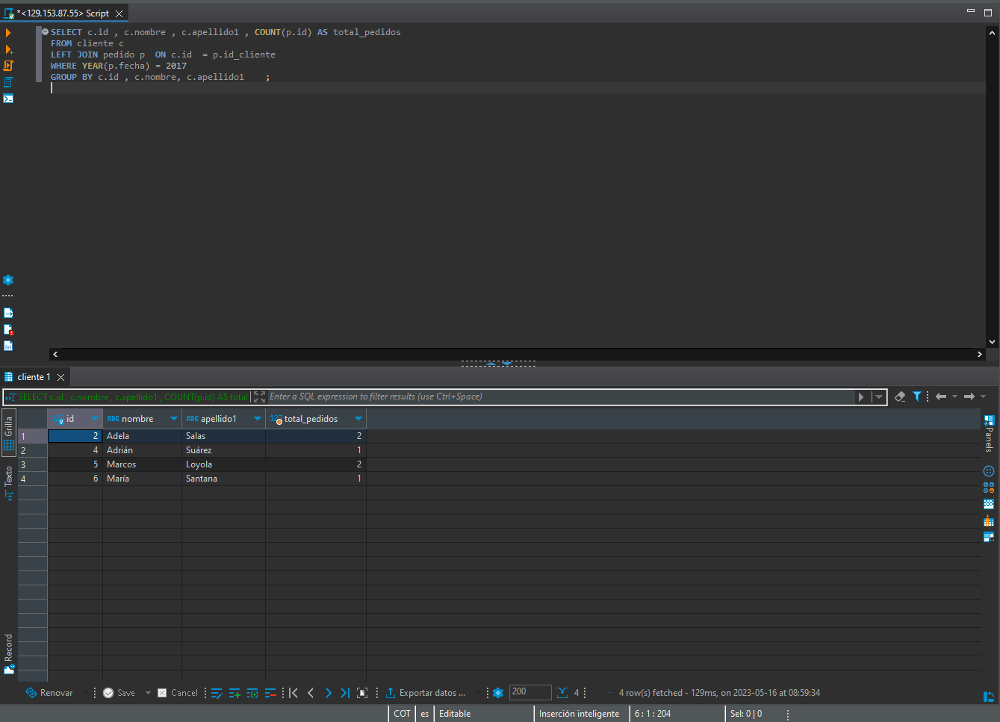 *<129.153.87.55> Script
SELECT c.id , c.nombre , c.apellido1 , COUNT(p.id) AS total_pedidos
FROM cliente c
LEFT JOIN pedido p  ON c.id  = p.id_cliente
WHERE YEAR(p.fecha) = 2017
GROUP BY c.id , c.nombre, c.apellido1    ;
cliente 1
SELECT c.id , c.nombre , c.apellido1 , COUNT(p.id) AS total
Enter a SQL expression to filter results (use Ctrl+Space)
Grilla
Texto
Record
Panels
123 id ABC nombre ABC apellido1 123 total_pedidos
1 2 Adela Salas 2
2 4 Adrián Suárez 1
3 5 Marcos Loyola 2
4 6 María Santana 1
Renovar Save Cancel Exportar datos ... 200 4 ... 4 row(s) fetched - 129ms, on 2023-05-16 at 08:59:34
COT es Editable Inserción inteligente 6 : 1 : 204 Sel: 0 | 0